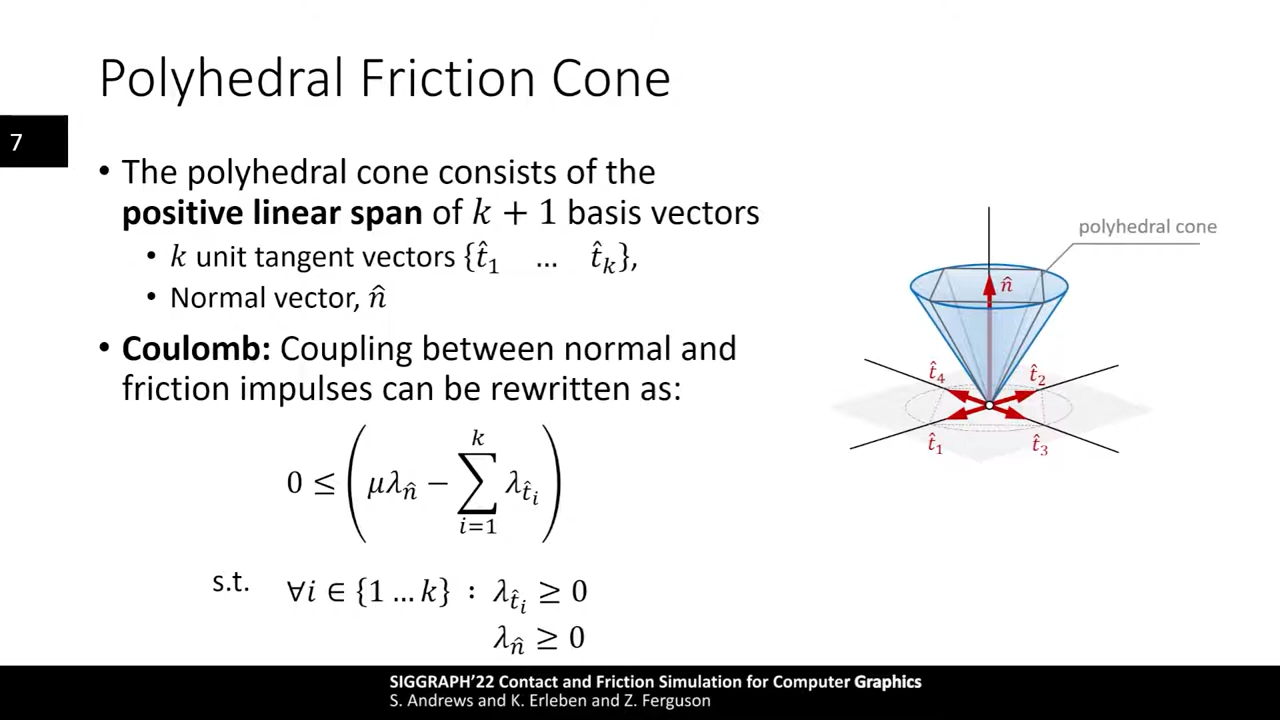 Polyhedral Friction Cone
7
• The polyhedral cone consists of the
positive linear span of k + 1 basis vectors
• k unit tangent vectors {t̂₁ … t̂ₖ},
• Normal vector, n̂
• Coulomb: Coupling between normal and
friction impulses can be rewritten as:
0 ≤ (μλ_n̂ − ∑_{i=1}^{k} λ_t̂ᵢ)
s.t. ∀i ∈ {1 … k} : λ_t̂ᵢ ≥ 0
λ_n̂ ≥ 0
polyhedral cone
n̂
t̂₄
t̂₂
t̂₁
t̂₃
SIGGRAPH'22 Contact and Friction Simulation for Computer Graphics
S. Andrews and K. Erleben and Z. Ferguson